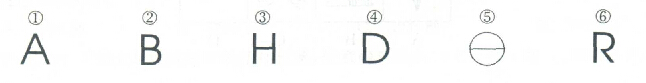 ① ② ③ ④ ⑤ ⑥
A B H D ⊖ R